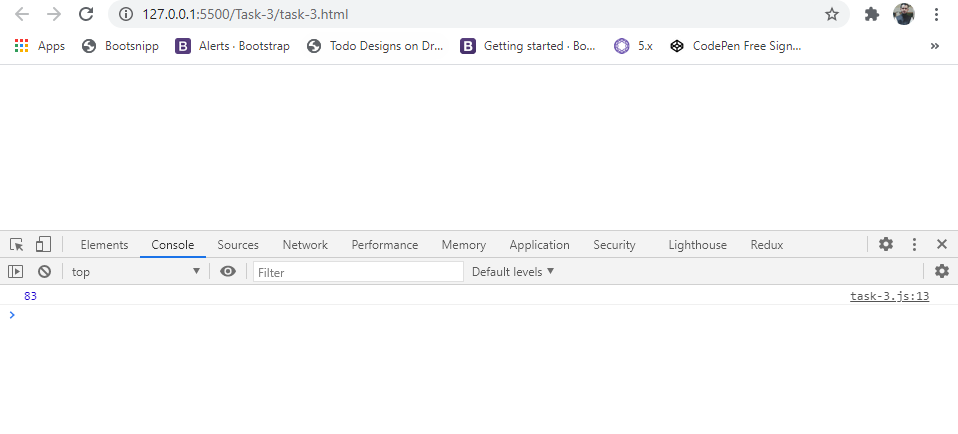 127.0.0.1:5500/Task-3/task-3.html
Apps Bootsnipp Alerts · Bootstrap Todo Designs on Dr... Getting started · Bo... 5.x CodePen Free Sign... »
Elements Console Sources Network Performance Memory Application Security Lighthouse Redux
top Filter Default levels
83 task-3.js:13